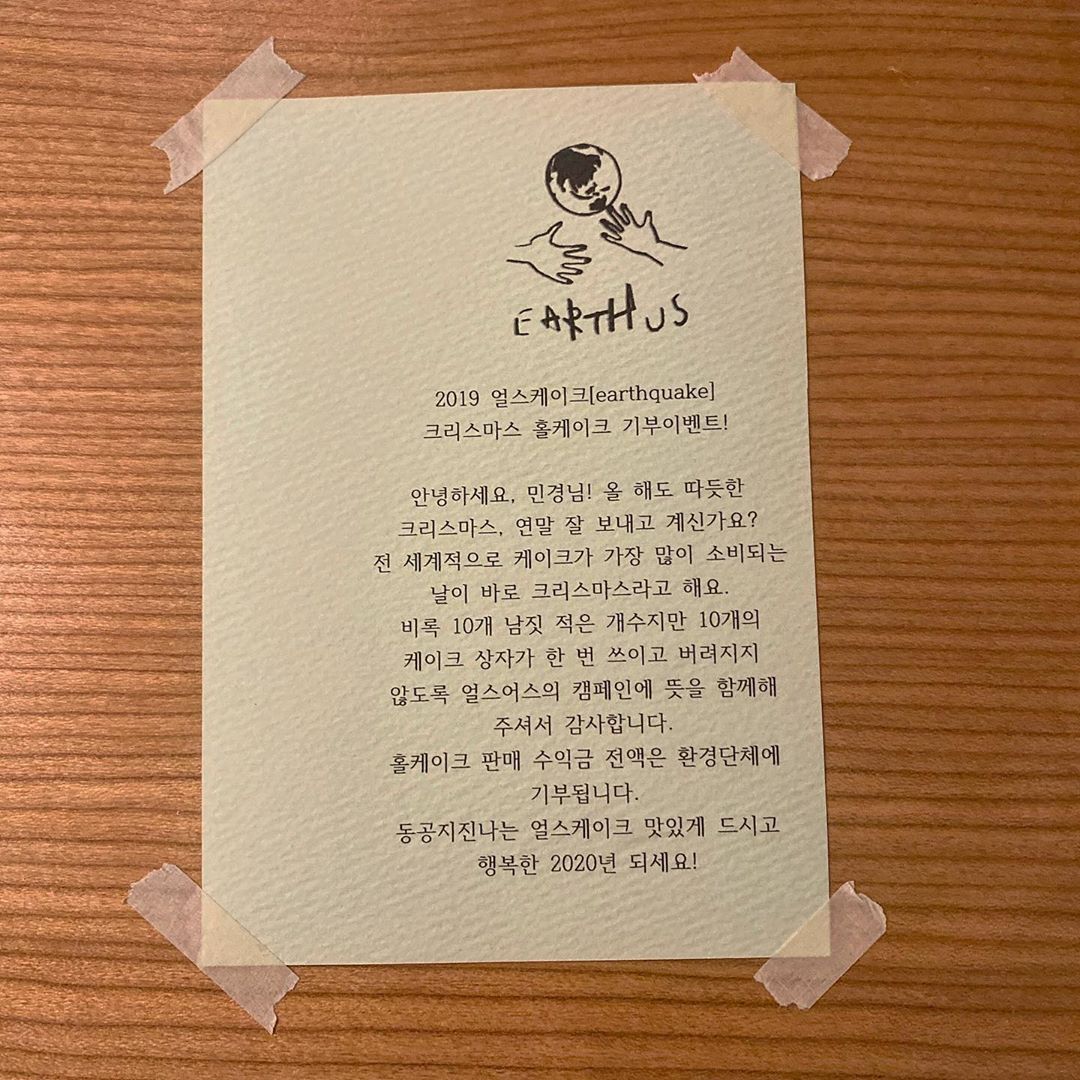 EARTH US
2019 얼스케이크[earthquake]
크리스마스 홀케이크 기부이벤트!
안녕하세요, 민경님! 올 해도 따듯한
크리스마스, 연말 잘 보내고 계신가요?
전 세계적으로 케이크가 가장 많이 소비되는
날이 바로 크리스마스라고 해요.
비록 10개 남짓 적은 개수지만 10개의
케이크 상자가 한 번 쓰이고 버려지지
않도록 얼스어스의 캠페인에 뜻을 함께해
주셔서 감사합니다.
홀케이크 판매 수익금 전액은 환경단체에
기부됩니다.
동공지진나는 얼스케이크 맛있게 드시고
행복한 2020년 되세요!